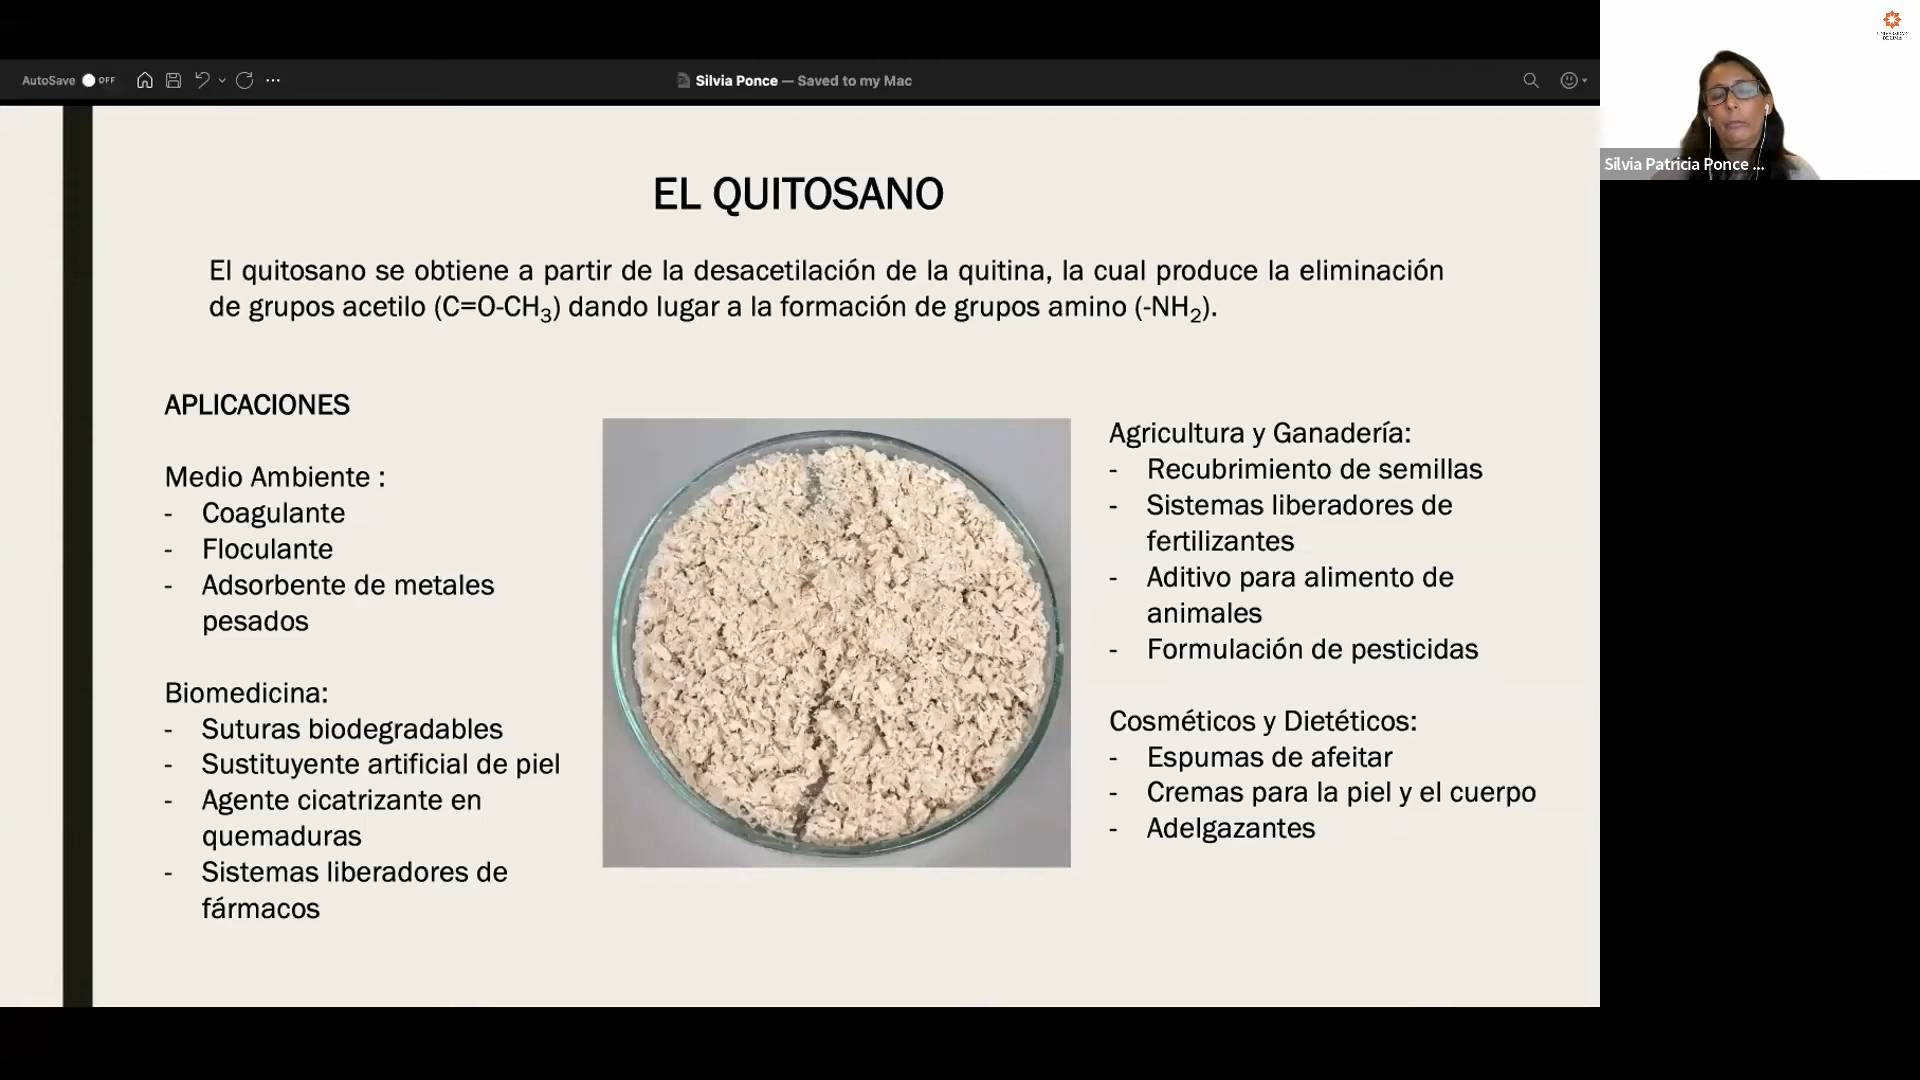 AutoSave OFF
Silvia Ponce — Saved to my Mac
EL QUITOSANO
El quitosano se obtiene a partir de la desacetilación de la quitina, la cual produce la eliminación
de grupos acetilo (C=O-CH₃) dando lugar a la formación de grupos amino (-NH₂).
APLICACIONES
Medio Ambiente :
- Coagulante
- Floculante
- Adsorbente de metales
pesados
Biomedicina:
- Suturas biodegradables
- Sustituyente artificial de piel
- Agente cicatrizante en
quemaduras
- Sistemas liberadores de
fármacos
Agricultura y Ganadería:
- Recubrimiento de semillas
- Sistemas liberadores de
fertilizantes
- Aditivo para alimento de
animales
- Formulación de pesticidas
Cosméticos y Dietéticos:
- Espumas de afeitar
- Cremas para la piel y el cuerpo
- Adelgazantes
Silvia Patricia Ponce ...